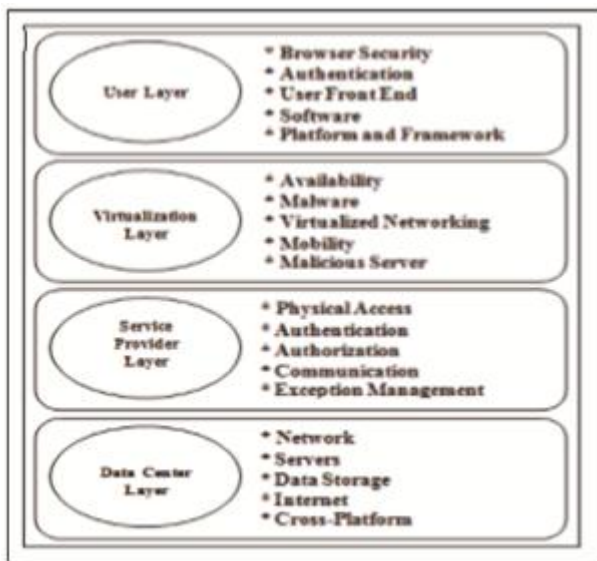 User Layer
* Browser Security
* Authentication
* User Front End
* Software
* Platform and Framework
Virtualization
Layer
* Availability
* Malware
* Virtualized Networking
* Mobility
* Malicious Server
Service
Provider
Layer
* Physical Access
* Authentication
* Authorization
* Communication
* Exception Management
Data Center
Layer
* Network
* Servers
* Data Storage
* Internet
* Cross-Platform